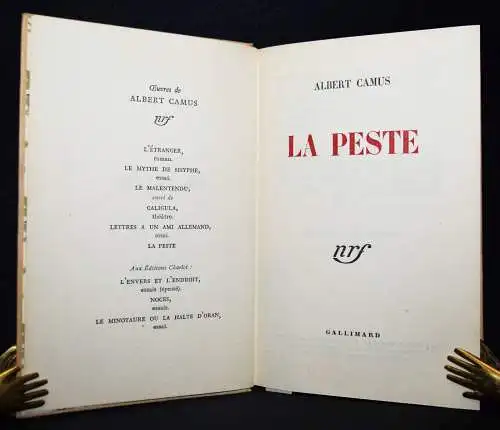 Œuvres de
ALBERT CAMUS
nrf
L'ÉTRANGER,
roman.
LE MYTHE DE SISYPHE,
essai.
LE MALENTENDU,
suivi de
CALIGULA,
théâtre.
LETTRES A UN AMI ALLEMAND,
essai.
LA PESTE
Aux Éditions Charlot :
L'ENVERS ET L'ENDROIT,
essais (épuisé).
NOCES,
essais.
LE MINOTAURE OU LA HALTE D'ORAN,
essai.
ALBERT CAMUS
LA PESTE
nrf
GALLIMARD